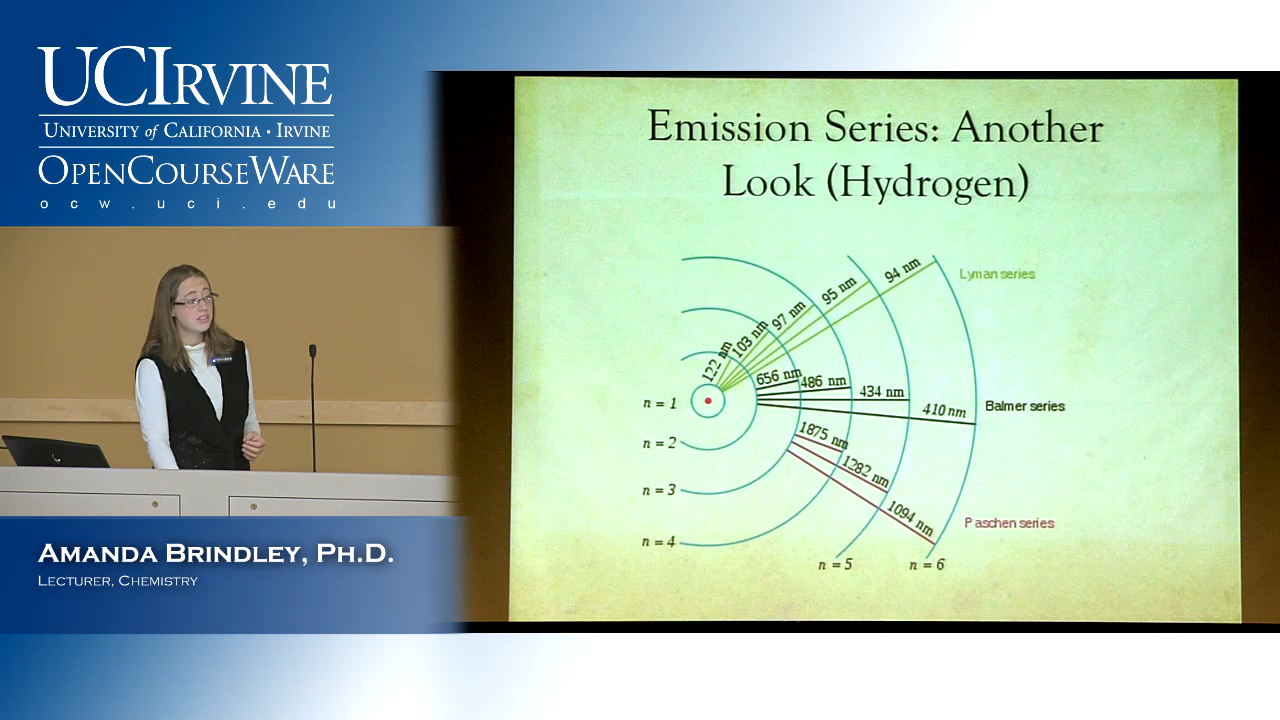 UCIRVINE
UNIVERSITY of CALIFORNIA · IRVINE
OPENCOURSEWARE
ocw.uci.edu
AMANDA BRINDLEY, PH.D.
LECTURER, CHEMISTRY
Emission Series: Another
Look (Hydrogen)
Lyman series
94 nm
95 nm
97 nm
103 nm
122 nm
656 nm
486 nm
434 nm
410 nm
Balmer series
1875 nm
1282 nm
1094 nm
Paschen series
n = 1
n = 2
n = 3
n = 4
n = 5
n = 6